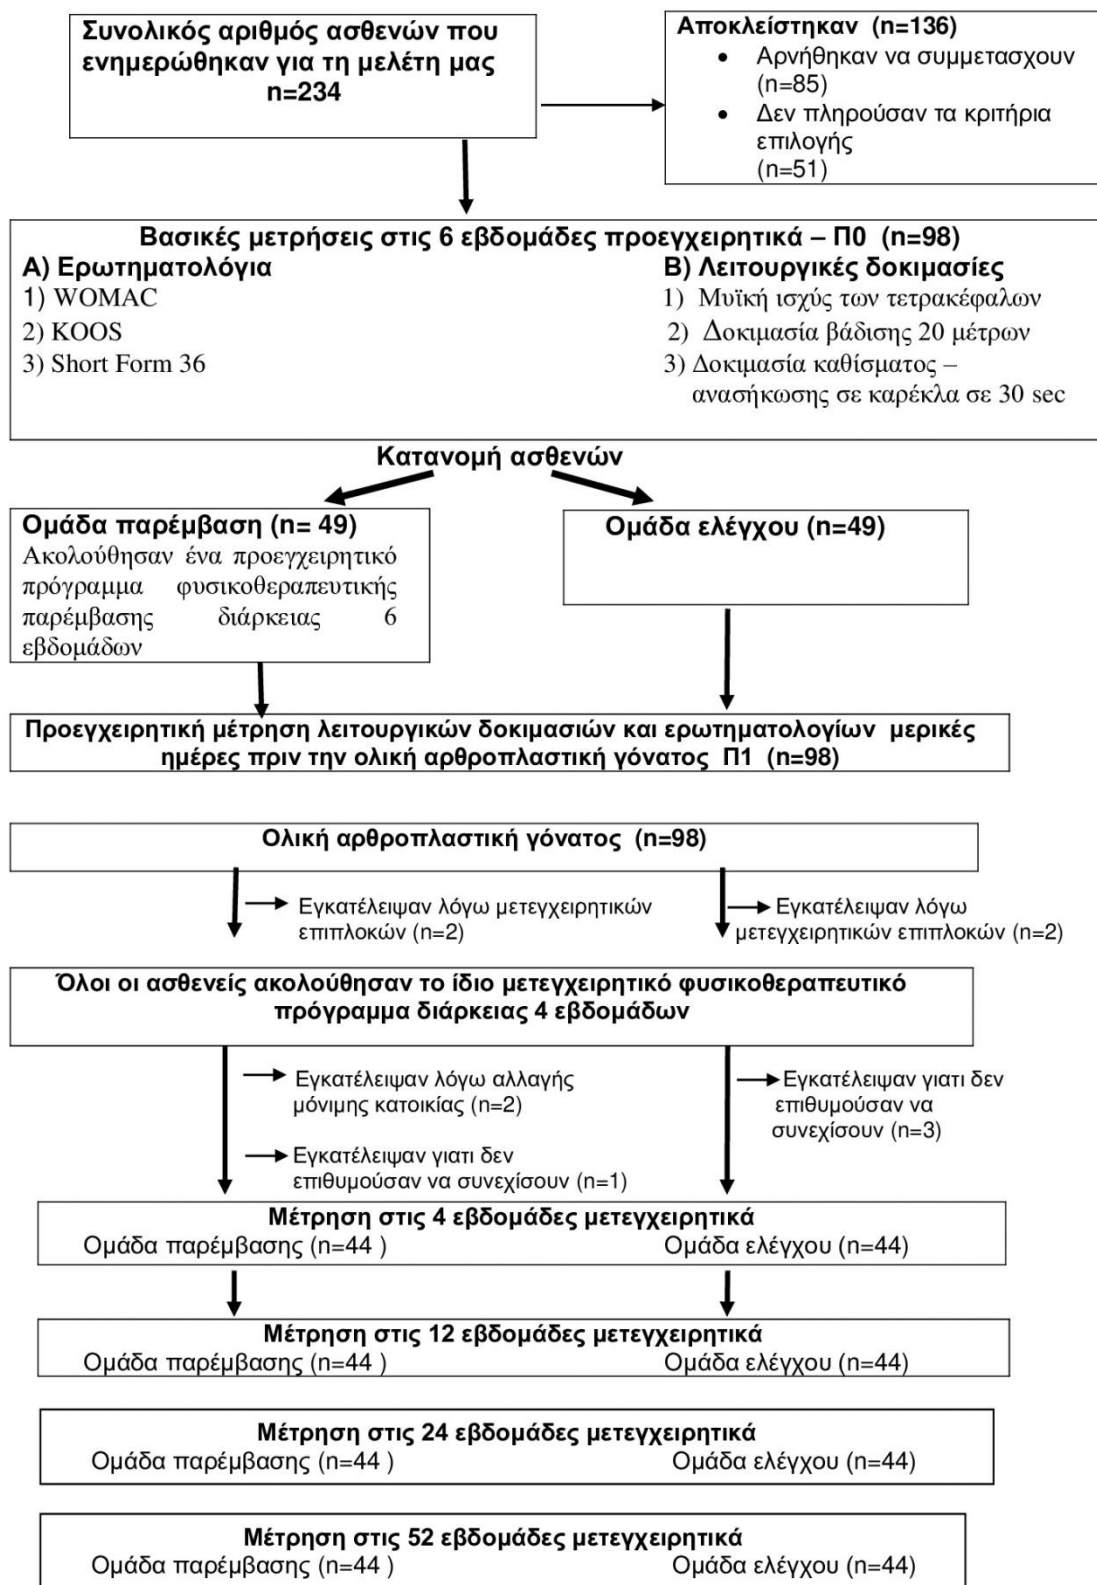 Συνολικός αριθμός ασθενών που
ενημερώθηκαν για τη μελέτη μας
n=234
Αποκλείστηκαν (n=136)
• Αρνήθηκαν να συμμετασχουν
(n=85)
• Δεν πληρούσαν τα κριτήρια
επιλογής
(n=51)
Βασικές μετρήσεις στις 6 εβδομάδες προεγχειρητικά – Π0 (n=98)
Α) Ερωτηματολόγια
1) WOMAC
2) KOOS
3) Short Form 36
Β) Λειτουργικές δοκιμασίες
1) Μυϊκή ισχύς των τετρακέφαλων
2) Δοκιμασία βάδισης 20 μέτρων
3) Δοκιμασία καθίσματος –
ανασήκωσης σε καρέκλα σε 30 sec
Κατανομή ασθενών
Ομάδα παρέμβαση (n= 49)
Ακολούθησαν ένα προεγχειρητικό
πρόγραμμα φυσικοθεραπευτικής
παρέμβασης διάρκειας 6
εβδομάδων
Ομάδα ελέγχου (n=49)
Προεγχειρητική μέτρηση λειτουργικών δοκιμασιών και ερωτηματολογίων μερικές
ημέρες πριν την ολική αρθροπλαστική γόνατος Π1 (n=98)
Ολική αρθροπλαστική γόνατος (n=98)
Εγκατέλειψαν λόγω μετεγχειρητικών
επιπλοκών (n=2)
Εγκατέλειψαν λόγω
μετεγχειρητικών επιπλοκών (n=2)
Όλοι οι ασθενείς ακολούθησαν το ίδιο μετεγχειρητικό φυσικοθεραπευτικό
πρόγραμμα διάρκειας 4 εβδομάδων
Εγκατέλειψαν λόγω αλλαγής
μόνιμης κατοικίας (n=2)
Εγκατέλειψαν γιατι δεν
επιθυμούσαν να συνεχίσουν (n=1)
Εγκατέλειψαν γιατι δεν
επιθυμούσαν να
συνεχίσουν (n=3)
Μέτρηση στις 4 εβδομάδες μετεγχειρητικά
Ομάδα παρέμβασης (n=44 ) Ομάδα ελέγχου (n=44)
Μέτρηση στις 12 εβδομάδες μετεγχειρητικά
Ομάδα παρέμβασης (n=44 ) Ομάδα ελέγχου (n=44)
Μέτρηση στις 24 εβδομάδες μετεγχειρητικά
Ομάδα παρέμβασης (n=44 ) Ομάδα ελέγχου (n=44)
Μέτρηση στις 52 εβδομάδες μετεγχειρητικά
Ομάδα παρέμβασης (n=44 ) Ομάδα ελέγχου (n=44)